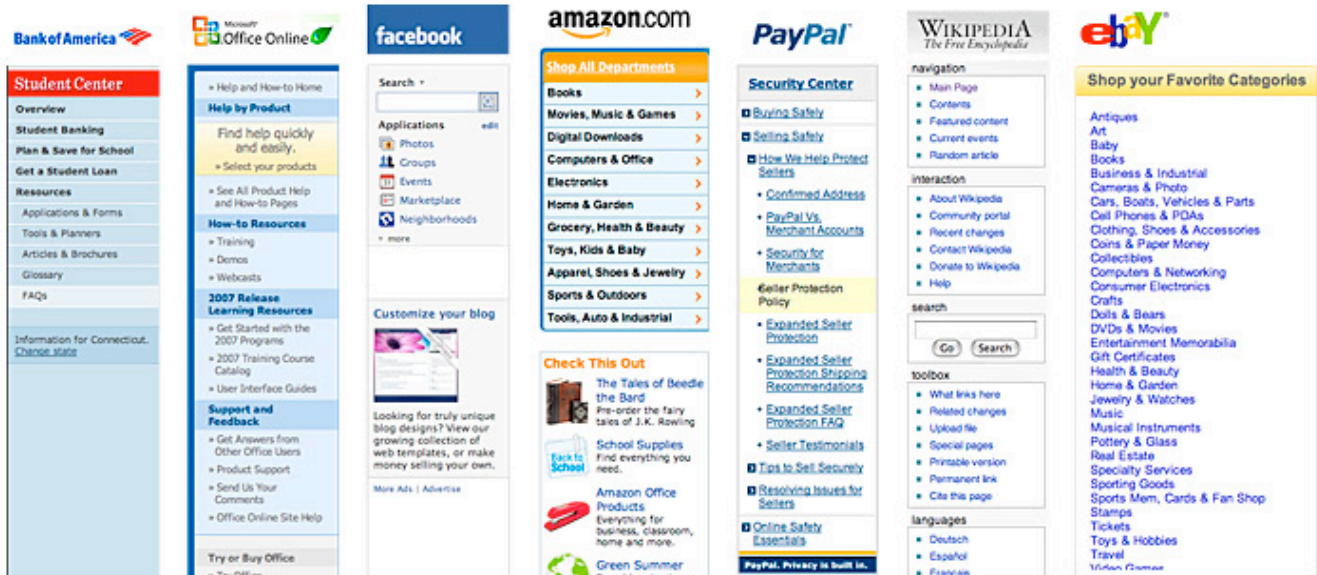 Bank of America
Student Center
Overview
Student Banking
Plan & Save for School
Get a Student Loan
Resources
Applications & Forms
Tools & Planners
Articles & Brochures
Glossary
FAQs
Information for Connecticut.
Change state
Microsoft
Office Online
» Help and How-to Home
Help by Product
Find help quickly
and easily.
» Select your products
» See All Product Help
and How-to Pages
How-to Resources
» Training
» Demos
» Webcasts
2007 Release
Learning Resources
» Get Started with the
2007 Programs
» 2007 Training Course
Catalog
» User Interface Guides
Support and
Feedback
» Get Answers from
Other Office Users
» Product Support
» Send Us Your
Comments
» Office Online Site Help
Try or Buy Office
» Try Office
facebook
Search
Applications edit
Photos
Groups
Events
Marketplace
Neighborhoods
more
Customize your blog
Looking for truly unique
blog designs? View our
growing collection of
web templates, or make
money selling your own.
More Ads | Advertise
amazon.com
Shop All Departments
Books
Movies, Music & Games
Digital Downloads
Computers & Office
Electronics
Home & Garden
Grocery, Health & Beauty
Toys, Kids & Baby
Apparel, Shoes & Jewelry
Sports & Outdoors
Tools, Auto & Industrial
Check This Out
The Tales of Beedle
the Bard
Pre-order the fairy
tales of J.K. Rowling
Back to
School
School Supplies
Find everything you
need.
Amazon Office
Products
Everything for
business, classroom,
home and more.
Green Summer
PayPal
Security Center
Buying Safely
Selling Safely
How We Help Protect
Sellers
Confirmed Address
PayPal Vs.
Merchant Accounts
Security for
Merchants
Seller Protection
Policy
Expanded Seller
Protection
Expanded Seller
Protection Shipping
Recommendations
Expanded Seller
Protection FAQ
Seller Testimonials
Tips to Sell Securely
Resolving Issues for
Sellers
Online Safety
Essentials
PayPal. Privacy is built in.
WIKIPEDIA
The Free Encyclopedia
navigation
Main Page
Contents
Featured content
Current events
Random article
interaction
About Wikipedia
Community portal
Recent changes
Contact Wikipedia
Donate to Wikipedia
Help
search
Go Search
toolbox
What links here
Related changes
Upload file
Special pages
Printable version
Permanent link
Cite this page
languages
Deutsch
Español
Français
ebay
Shop your Favorite Categories
Antiques
Art
Baby
Books
Business & Industrial
Cameras & Photo
Cars, Boats, Vehicles & Parts
Cell Phones & PDAs
Clothing, Shoes & Accessories
Coins & Paper Money
Collectibles
Computers & Networking
Consumer Electronics
Crafts
Dolls & Bears
DVDs & Movies
Entertainment Memorabilia
Gift Certificates
Health & Beauty
Home & Garden
Jewelry & Watches
Music
Musical Instruments
Pottery & Glass
Real Estate
Specialty Services
Sporting Goods
Sports Mem, Cards & Fan Shop
Stamps
Tickets
Toys & Hobbies
Travel
Video Games